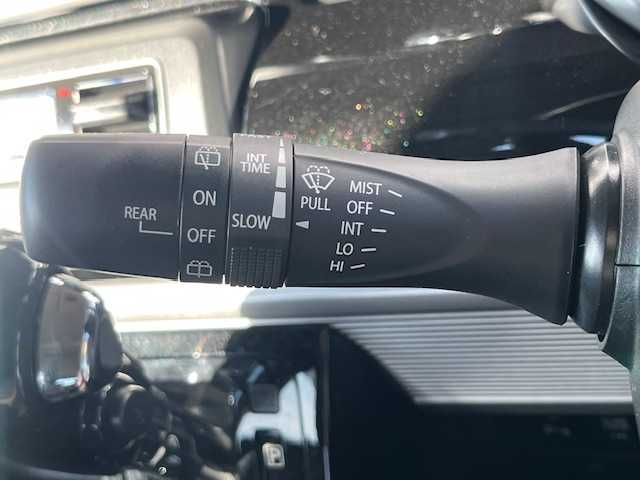 REAR
ON
OFF
INT
TIME
SLOW
PULL
MIST
OFF
INT
LO
HI
P